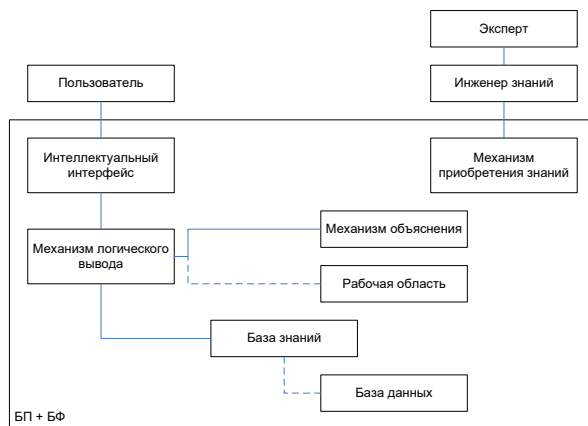 Эксперт
Пользователь
Инженер знаний
Интеллектуальный
интерфейс
Механизм
приобретения знаний
Механизм логического
вывода
Механизм объяснения
Рабочая область
База знаний
База данных
БП + БФ